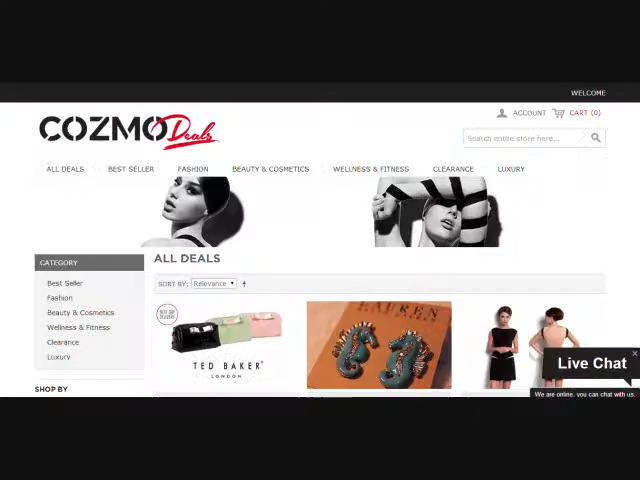 WELCOME
ACCOUNT CART (0)
COZMO Deals
Search entire store here...
ALL DEALS BEST SELLER FASHION BEAUTY & COSMETICS WELLNESS & FITNESS CLEARANCE LUXURY
CATEGORY
Best Seller
Fashion
Beauty & Cosmetics
Wellness & Fitness
Clearance
Luxury
SHOP BY
ALL DEALS
SORT BY: Relevance
TED BAKER
LONDON
LAUREN
Live Chat
We are online, you can chat with us.